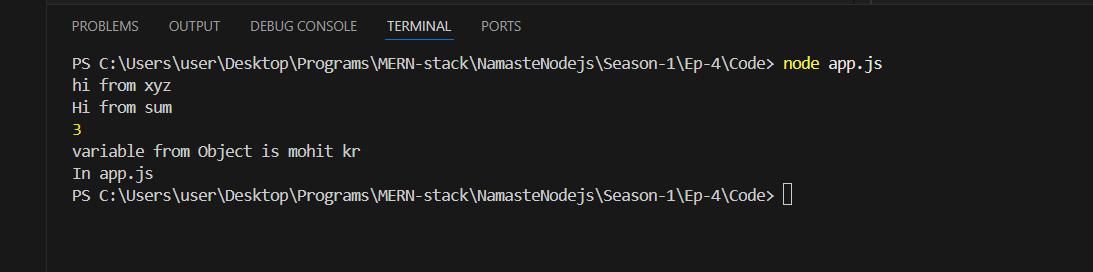 PROBLEMS OUTPUT DEBUG CONSOLE TERMINAL PORTS
PS C:\Users\user\Desktop\Programs\MERN-stack\NamasteNodejs\Season-1\Ep-4\Code> node app.js
hi from xyz
Hi from sum
3
variable from Object is mohit kr
In app.js
PS C:\Users\user\Desktop\Programs\MERN-stack\NamasteNodejs\Season-1\Ep-4\Code>